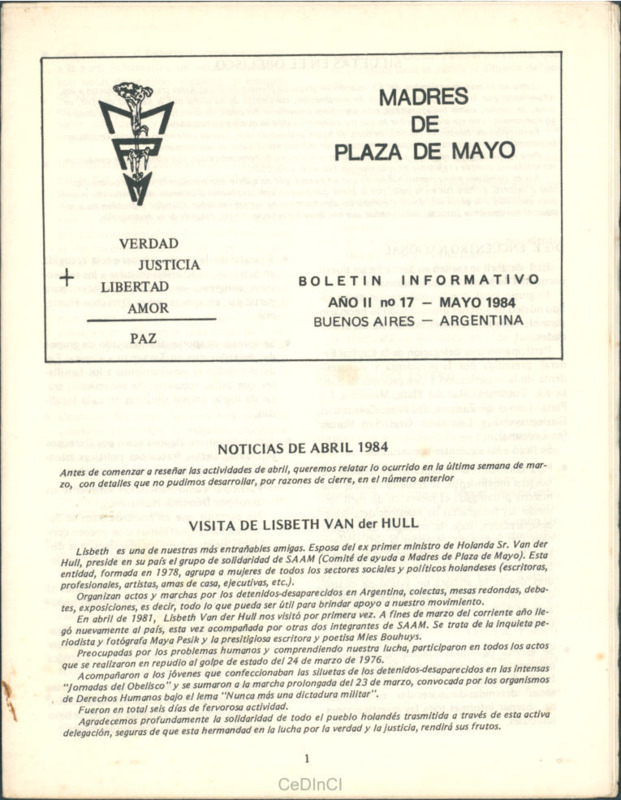 MADRES
DE
PLAZA DE MAYO
VERDAD
+ JUSTICIA
LIBERTAD
AMOR
PAZ
BOLETIN INFORMATIVO
AÑO II nº 17 — MAYO 1984
BUENOS AIRES — ARGENTINA
NOTICIAS DE ABRIL 1984
Antes de comenzar a reseñar las actividades de abril, queremos relatar lo ocurrido en la última semana de mar-
zo, con detalles que no pudimos desarrollar, por razones de cierre, en el número anterior
VISITA DE LISBETH VAN der HULL
Lisbeth es una de nuestras más entrañables amigas. Esposa del ex primer ministro de Holanda Sr. Van der
Hull, preside en su país el grupo de solidaridad de SAAM (Comité de ayuda a Madres de Plaza de Mayo). Esta
entidad, formada en 1978, agrupa a mujeres de todos los sectores sociales y políticos holandeses (escritoras,
profesionales, artistas, amas de casa, ejecutivas, etc.).
Organizan actos y marchas por los detenidos-desaparecidos en Argentina, colectas, mesas redondas, deba-
tes, exposiciones, es decir, todo lo que pueda ser útil para brindar apoyo a nuestro movimiento.
En abril de 1981, Lisbeth Van der Hull nos visitó por primera vez. A fines de marzo del corriente año lle-
gó nuevamente al país, esta vez acompañada por otras dos integrantes de SAAM. Se trata de la inquieta pe-
riodista y fotógrafa Maya Pesik y la presitigiosa escritora y poetisa Mies Bouhuys.
Preocupadas por los problemas humanos y comprendiendo nuestra lucha, participaron en todos los actos
que se realizaron en repudio al golpe de estado del 24 de marzo de 1976.
Acompañaron a los jóvenes que confeccionaban las siluetas de los detenidos-desaparecidos en las intensas
"Jornadas del Obelisco" y se sumaron a la marcha prolongada del 23 de marzo, convocada por los organismos
de Derechos Humanos bajo el lema "Nunca más una dictadura militar".
Fueron en total seis días de fervorosa actividad.
Agradecemos profundamente la solidaridad de todo el pueblo holandés trasmitida a través de esta activa
delegación, seguras de que esta hermandad en la lucha por la verdad y la justicia, rendirá sus frutos.
1
CeDInCI